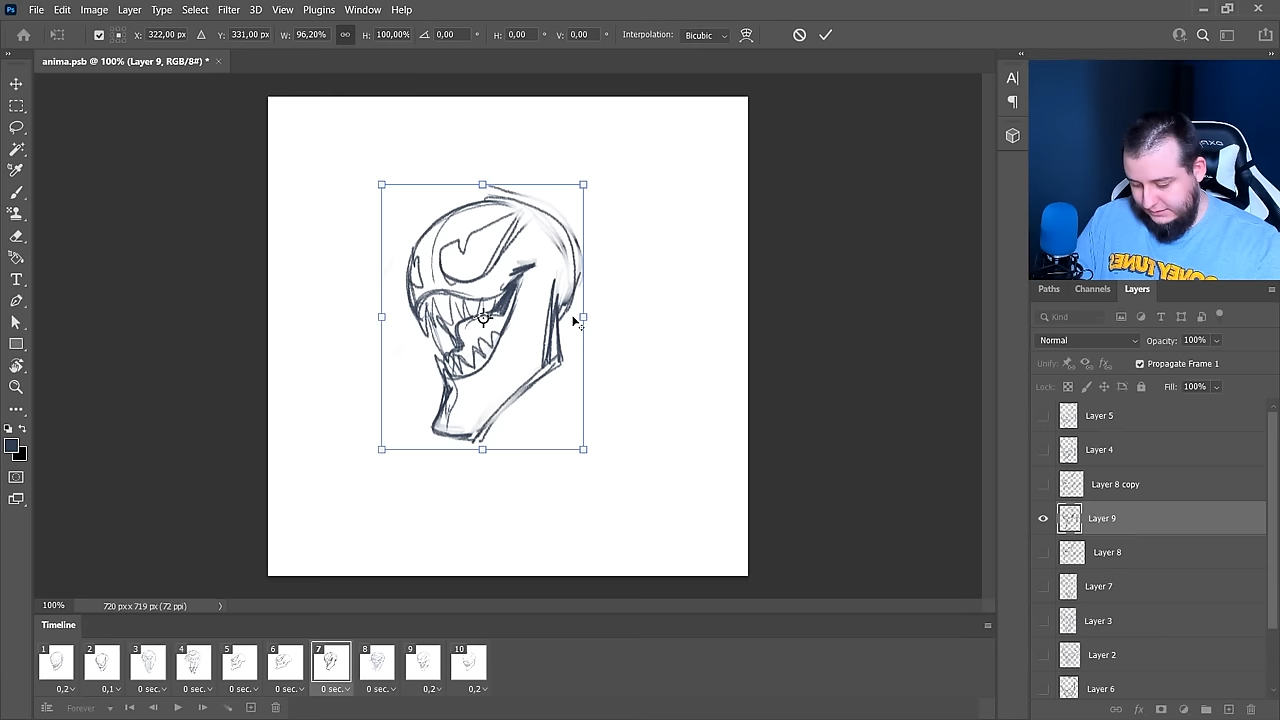 Ps File Edit Image Layer Type Select Filter 3D View Plugins Window Help
X: 322,00 px Y: 331,00 px W: 96,20% H: 100,00% 0,00 ° H: 0,00 ° V: 0,00 ° Interpolation: Bicubic
anima.psb @ 100% (Layer 9, RGB/8#) * ×
Paths Channels Layers
Kind
Normal Opacity: 100%
Unify: Propagate Frame 1
Lock: Fill: 100%
Layer 5
Layer 4
Layer 8 copy
Layer 9
Layer 8
Layer 7
Layer 3
Layer 2
Layer 6
fx
100% 720 px x 719 px (72 ppi)
Timeline
1 2 3 4 5 6 7 8 9 10
0,2 0,1 0 sec. 0 sec. 0 sec. 0 sec. 0 sec. 0 sec. 0,2 0,2
Forever